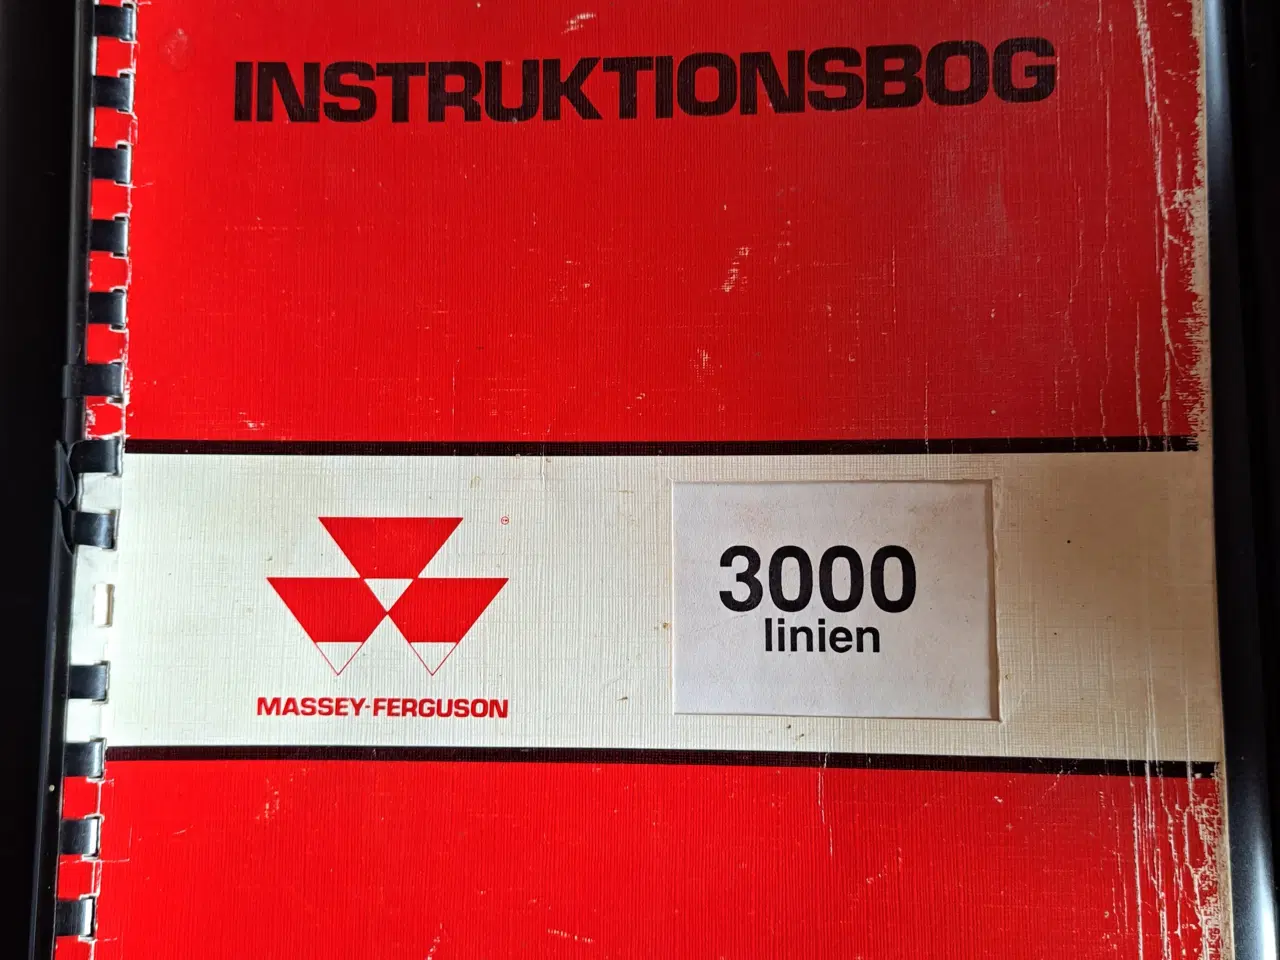 INSTRUKTIONSBOG
3000
linien
MASSEY-FERGUSON